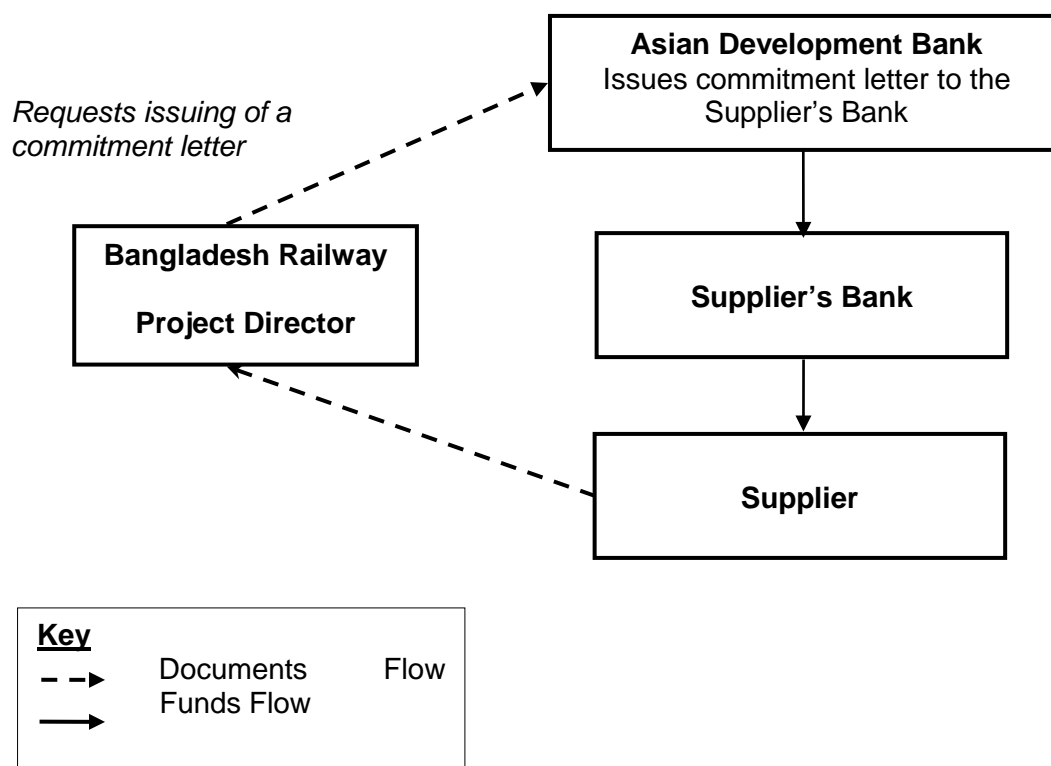 Asian Development Bank
Issues commitment letter to the
Supplier’s Bank
Requests issuing of a
commitment letter
Bangladesh Railway
Project Director
Supplier’s Bank
Supplier
Key
Documents Flow
Funds Flow